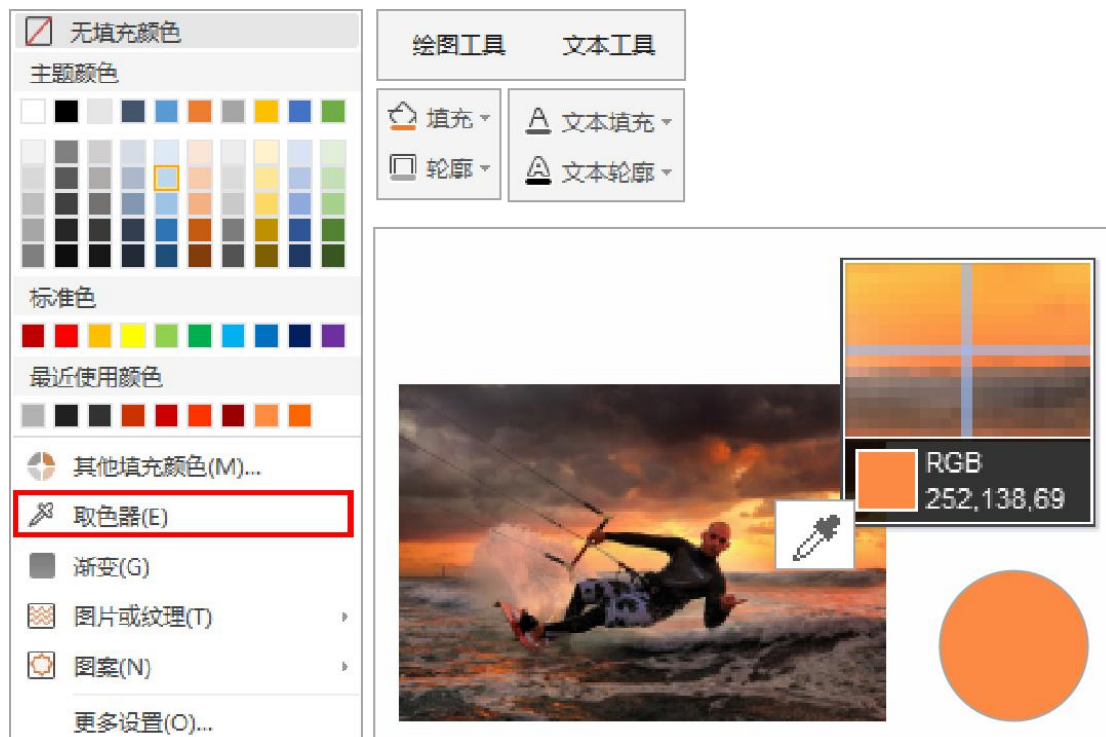 无填充颜色
主题颜色
标准色
最近使用颜色
其他填充颜色(M)...
取色器(E)
渐变(G)
图片或纹理(T)
图案(N)
更多设置(O)...
绘图工具 文本工具
填充 A 文本填充
轮廓 A 文本轮廓
RGB
252,138,69